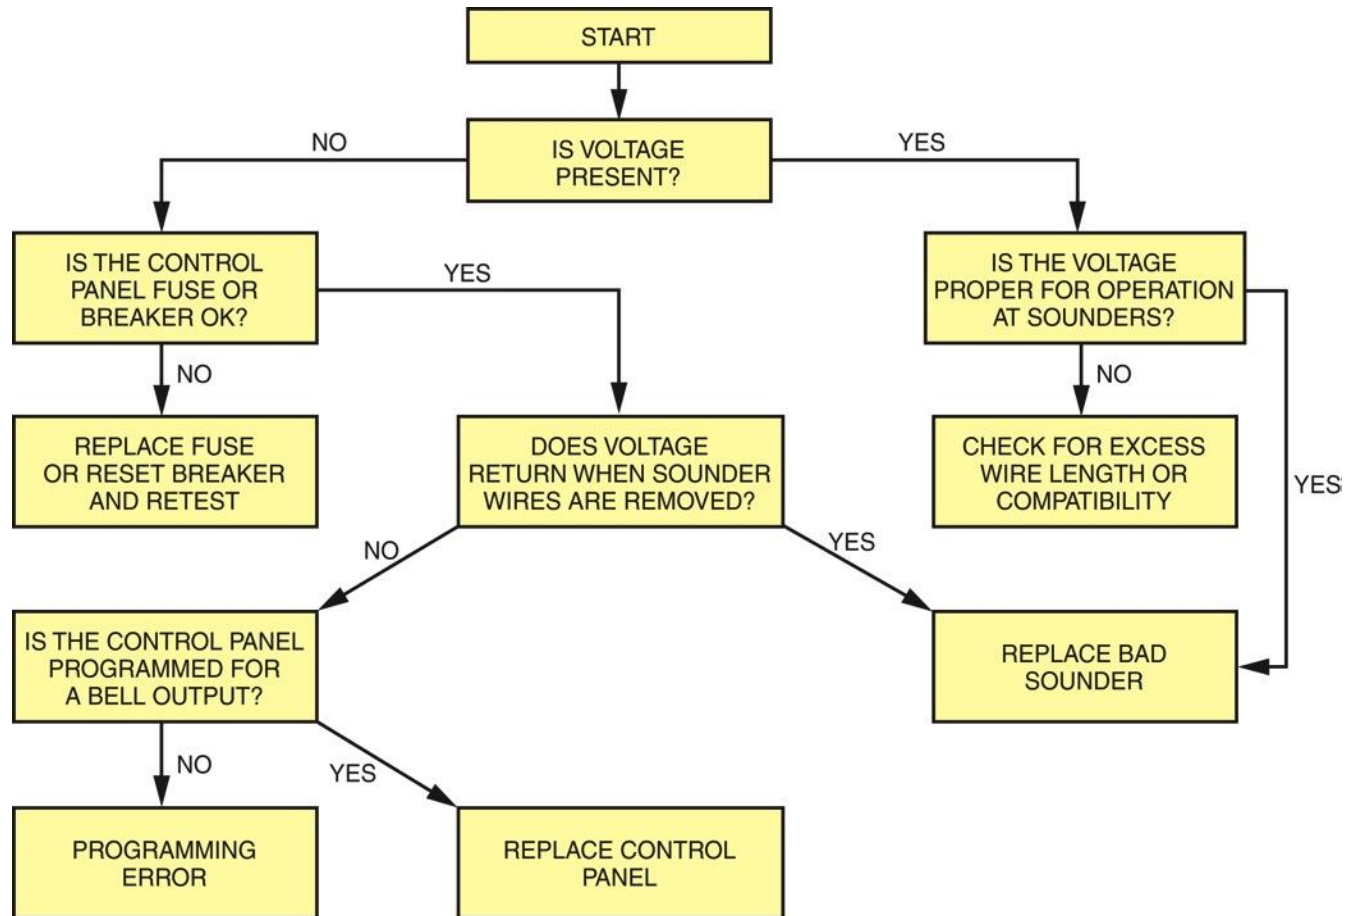 START
NO
YES
IS VOLTAGE
PRESENT?
IS THE CONTROL
PANEL FUSE OR
BREAKER OK?
YES
IS THE VOLTAGE
PROPER FOR OPERATION
AT SOUNDERS?
NO
NO
REPLACE FUSE
OR RESET BREAKER
AND RETEST
DOES VOLTAGE
RETURN WHEN SOUNDER
WIRES ARE REMOVED?
CHECK FOR EXCESS
WIRE LENGTH OR
COMPATIBILITY
YES
NO
YES
IS THE CONTROL PANEL
PROGRAMMED FOR
A BELL OUTPUT?
REPLACE BAD
SOUNDER
NO
YES
PROGRAMMING
ERROR
REPLACE CONTROL
PANEL